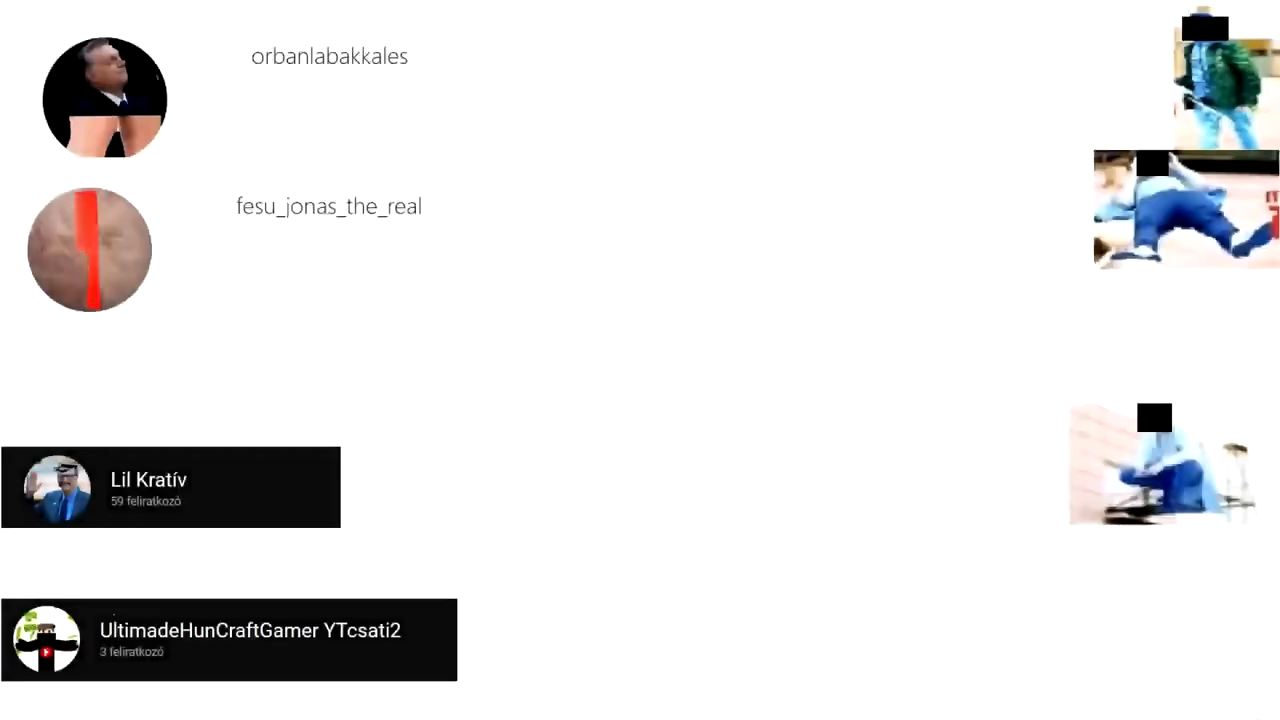 orbanlabakkales
fesu_jonas_the_real
Lil Kratív
59 feliratkozó
UltimadeHunCraftGamer YTcsati2
3 feliratkozó